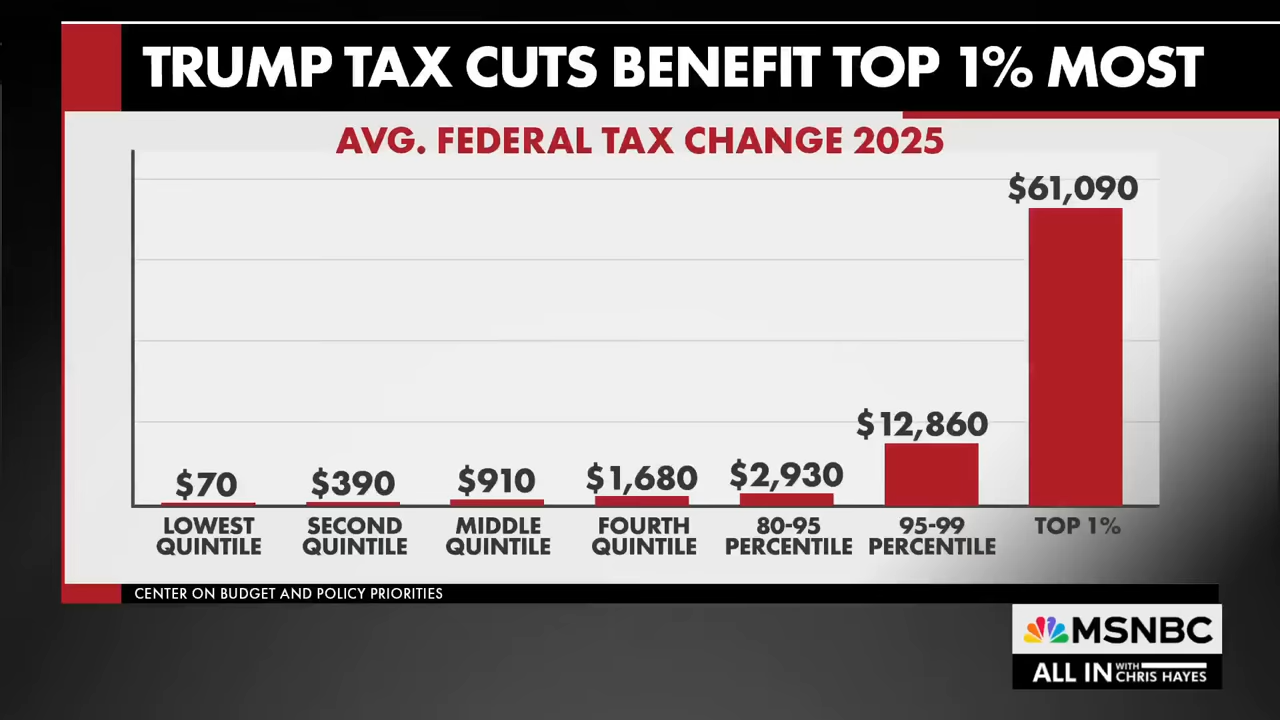 TRUMP TAX CUTS BENEFIT TOP 1% MOST
AVG. FEDERAL TAX CHANGE 2025
$70
$390
$910
$1,680
$2,930
$12,860
$61,090
LOWEST
QUINTILE
SECOND
QUINTILE
MIDDLE
QUINTILE
FOURTH
QUINTILE
80-95
PERCENTILE
95-99
PERCENTILE
TOP 1%
CENTER ON BUDGET AND POLICY PRIORITIES
MSNBC
ALL IN WITH CHRIS HAYES